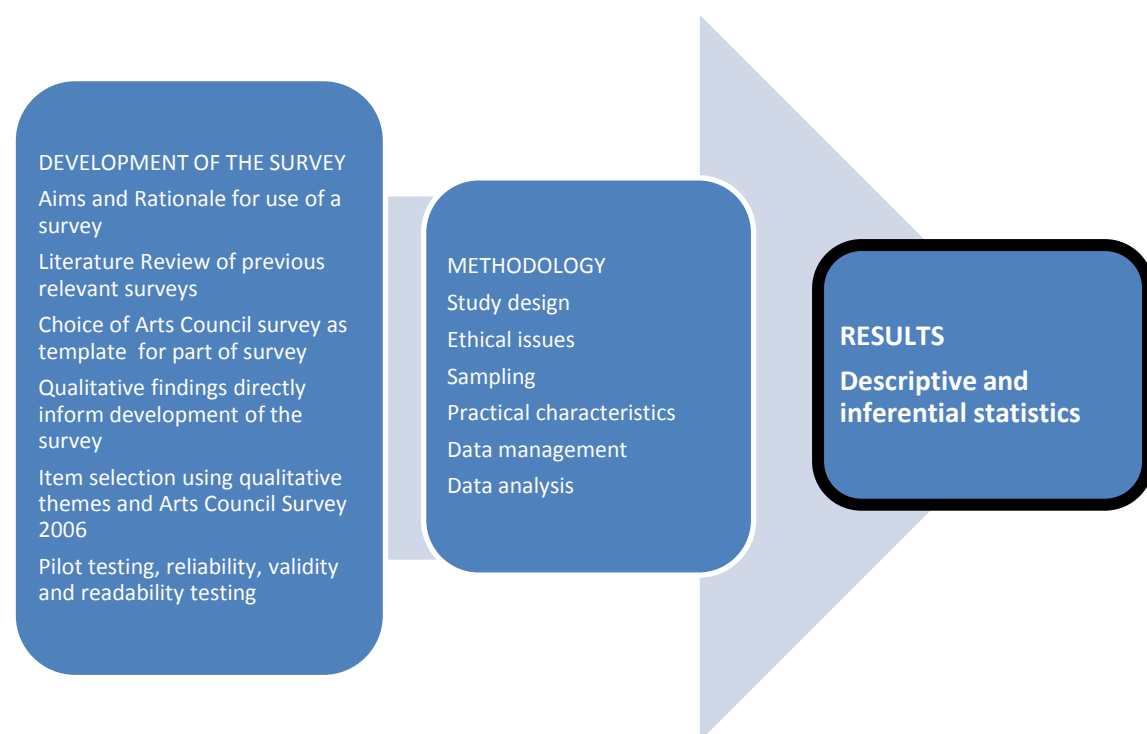 DEVELOPMENT OF THE SURVEY
Aims and Rationale for use of a
survey
Literature Review of previous
relevant surveys
Choice of Arts Council survey as
template for part of survey
Qualitative findings directly
inform development of the
survey
Item selection using qualitative
themes and Arts Council Survey
2006
Pilot testing, reliability, validity
and readability testing
METHODOLOGY
Study design
Ethical issues
Sampling
Practical characteristics
Data management
Data analysis
RESULTS
Descriptive and
inferential statistics